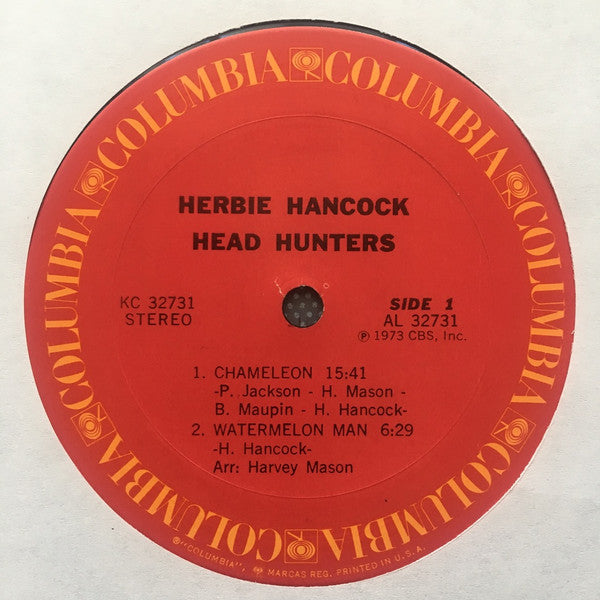 COLUMBIA COLUMBIA COLUMBIA COLUMBIA COLUMBIA COLUMBIA
HERBIE HANCOCK
HEAD HUNTERS
KC 32731
STEREO
SIDE 1
AL 32731
Ⓟ 1973 CBS, Inc.
1. CHAMELEON 15:41
-P. Jackson - H. Mason -
B. Maupin - H. Hancock-
2. WATERMELON MAN 6:29
-H. Hancock-
Arr: Harvey Mason
®"COLUMBIA", MARCAS REG. PRINTED IN U.S.A.